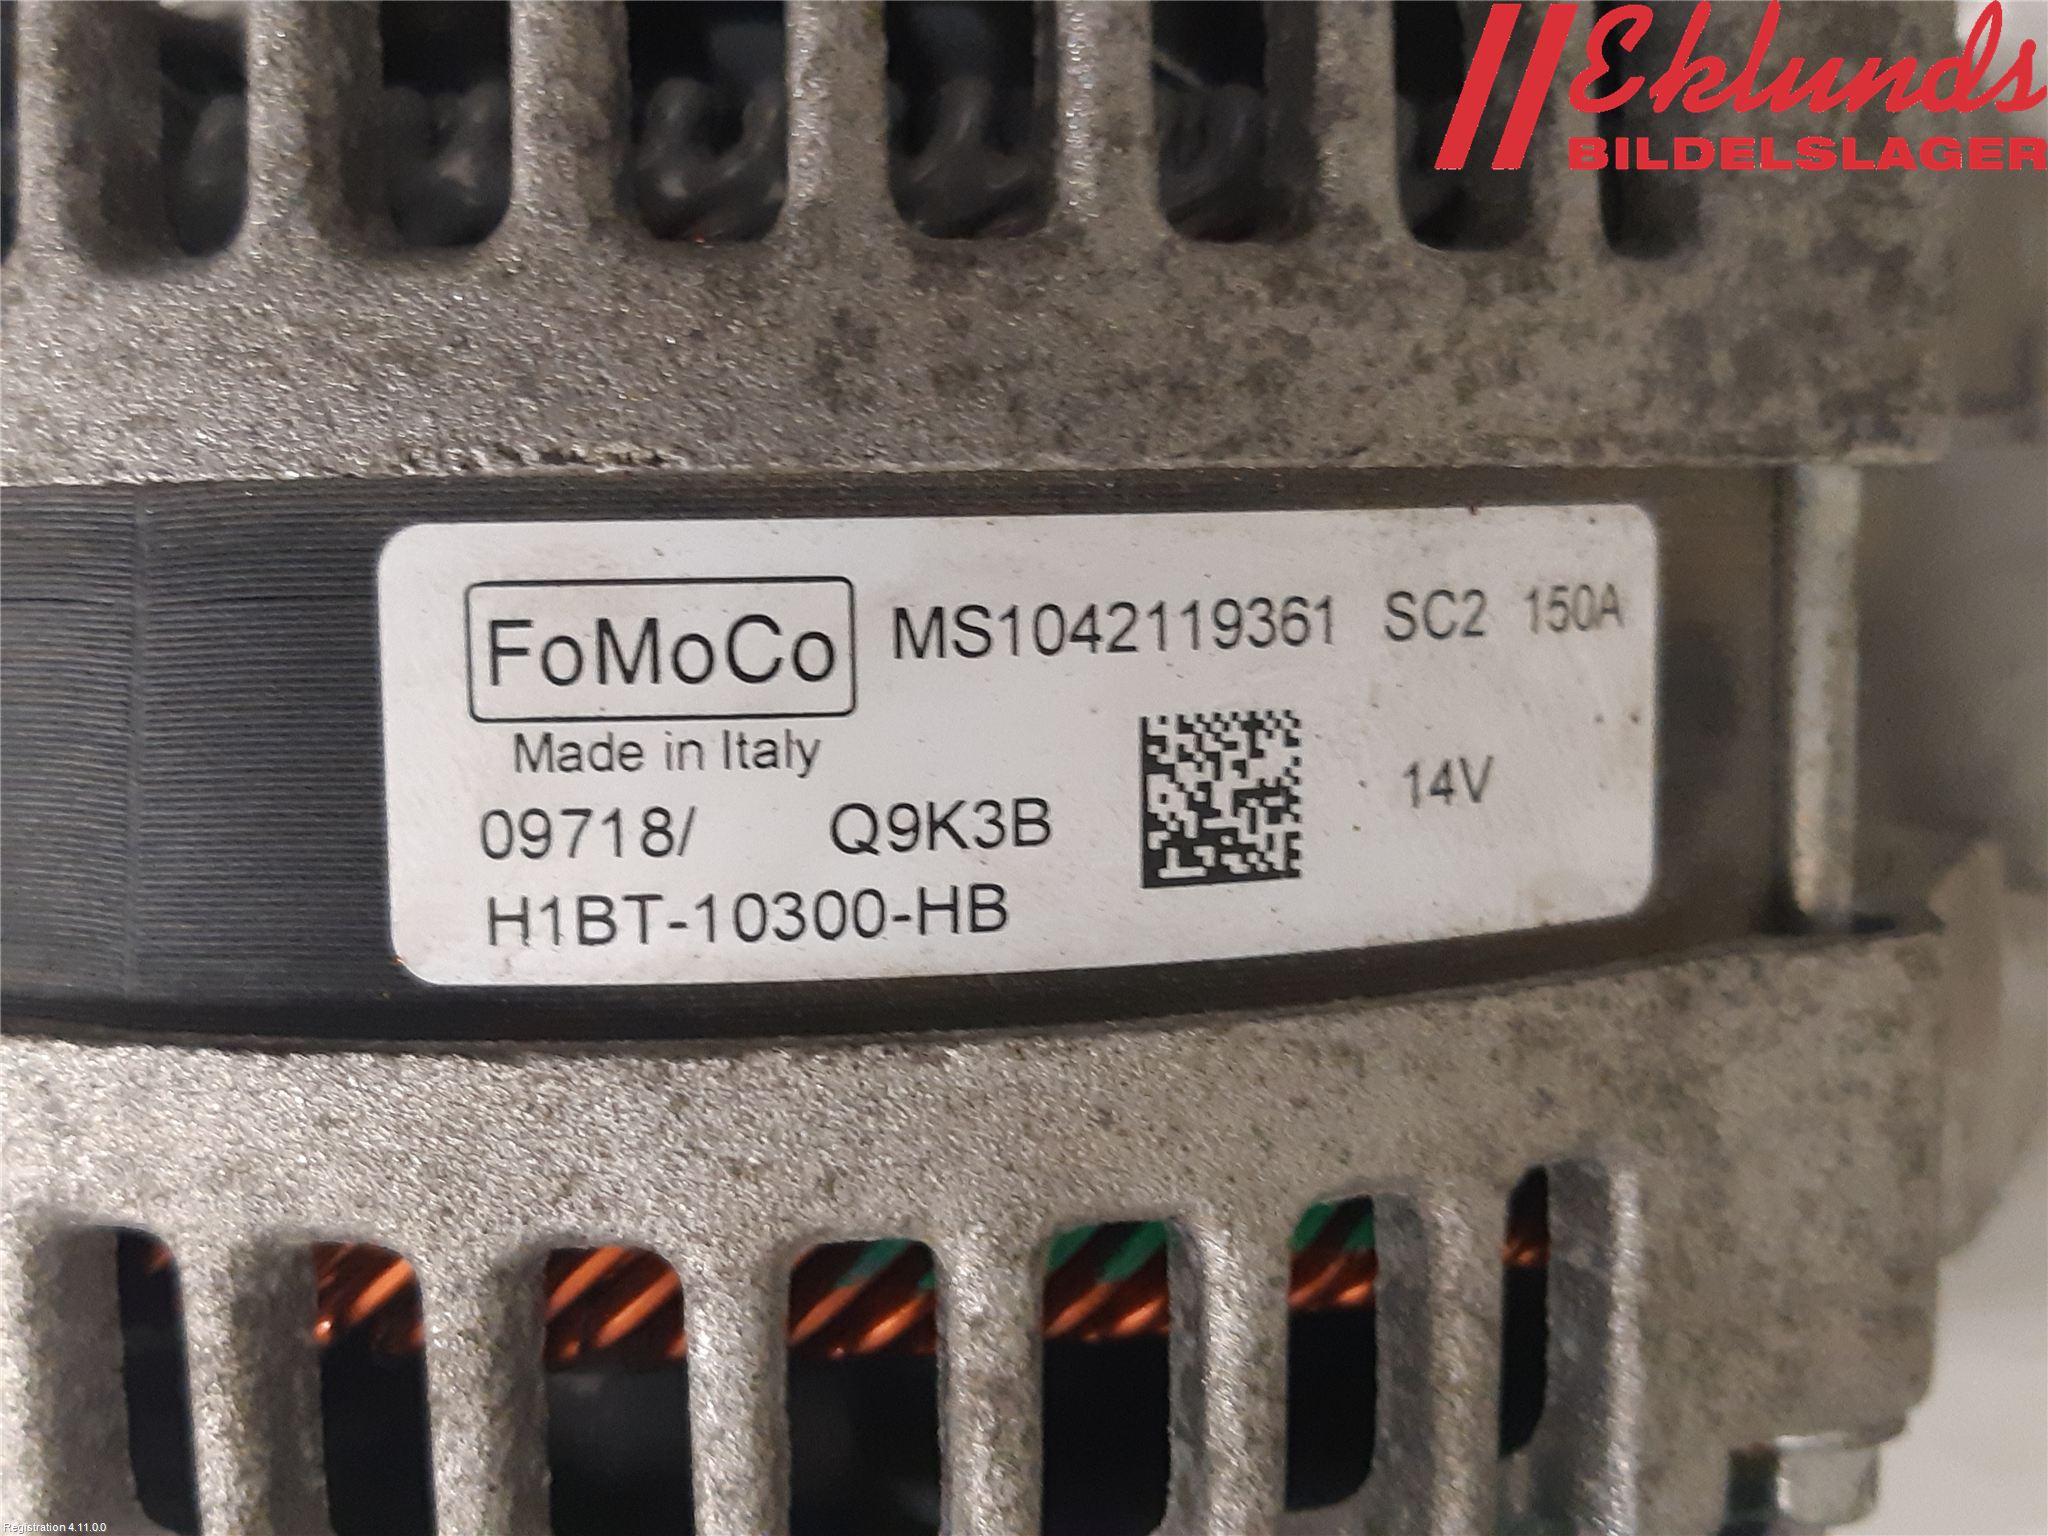 Eklunds
BILDELSLAGER
FoMoCo MS1042119361 SC2 150A
Made in Italy
14V
09718/ Q9K3B
H1BT-10300-HB
Registration 4.11.0.0